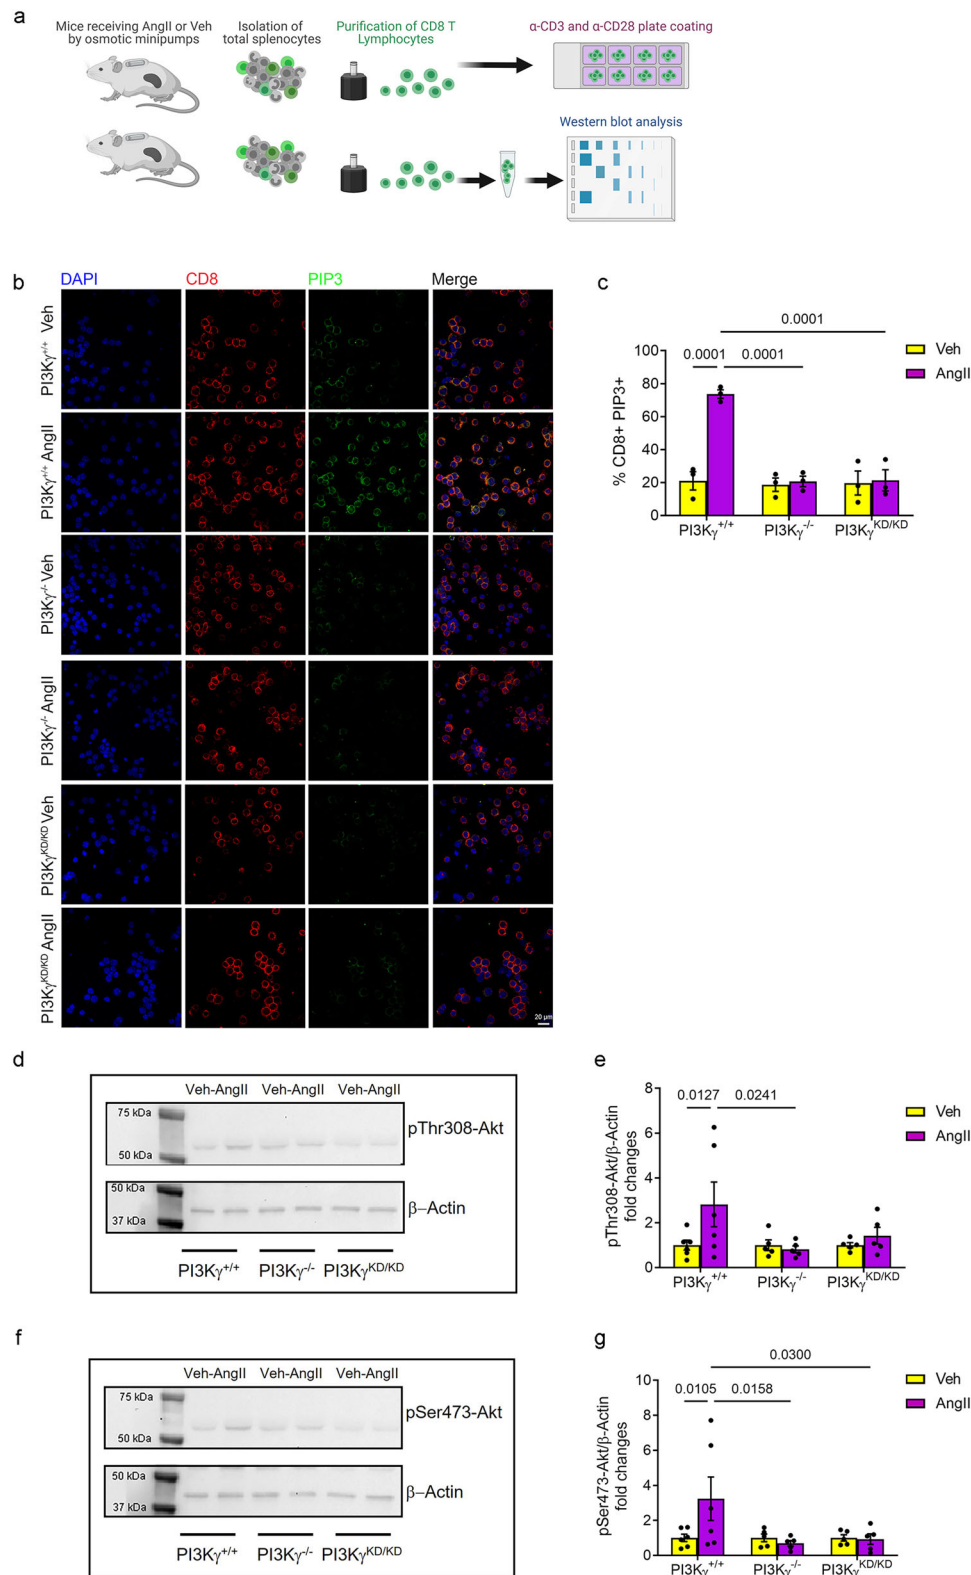 a
Mice receiving AngII or Veh
by osmotic minipumps
Isolation of
total splenocytes
Purification of CD8 T
Lymphocytes
α-CD3 and α-CD28 plate coating
Western blot analysis
b
DAPI
CD8
PIP3
Merge
PI3Kγ+/+ Veh
PI3Kγ+/+ AngII
PI3Kγ-/- Veh
PI3Kγ-/- AngII
PI3KγKD/KD Veh
PI3KγKD/KD AngII
20 µm
c
0.0001
0.0001
0.0001
Veh
AngII
% CD8+ PIP3+
100
80
60
40
20
0
PI3Kγ+/+
PI3Kγ-/-
PI3KγKD/KD
d
Veh-AngII Veh-AngII Veh-AngII
75 kDa
50 kDa
pThr308-Akt
50 kDa
37 kDa
β-Actin
PI3Kγ+/+
PI3Kγ-/-
PI3KγKD/KD
e
0.0127
0.0241
Veh
AngII
pThr308-Akt/β-Actin
fold changes
8
6
4
2
0
PI3Kγ+/+
PI3Kγ-/-
PI3KγKD/KD
f
Veh-AngII Veh-AngII Veh-AngII
75 kDa
50 kDa
pSer473-Akt
50 kDa
37 kDa
β-Actin
PI3Kγ+/+
PI3Kγ-/-
PI3KγKD/KD
g
0.0300
0.0105
0.0158
Veh
AngII
pSer473-Akt/β-Actin
fold changes
10
8
6
4
2
0
PI3Kγ+/+
PI3Kγ-/-
PI3KγKD/KD